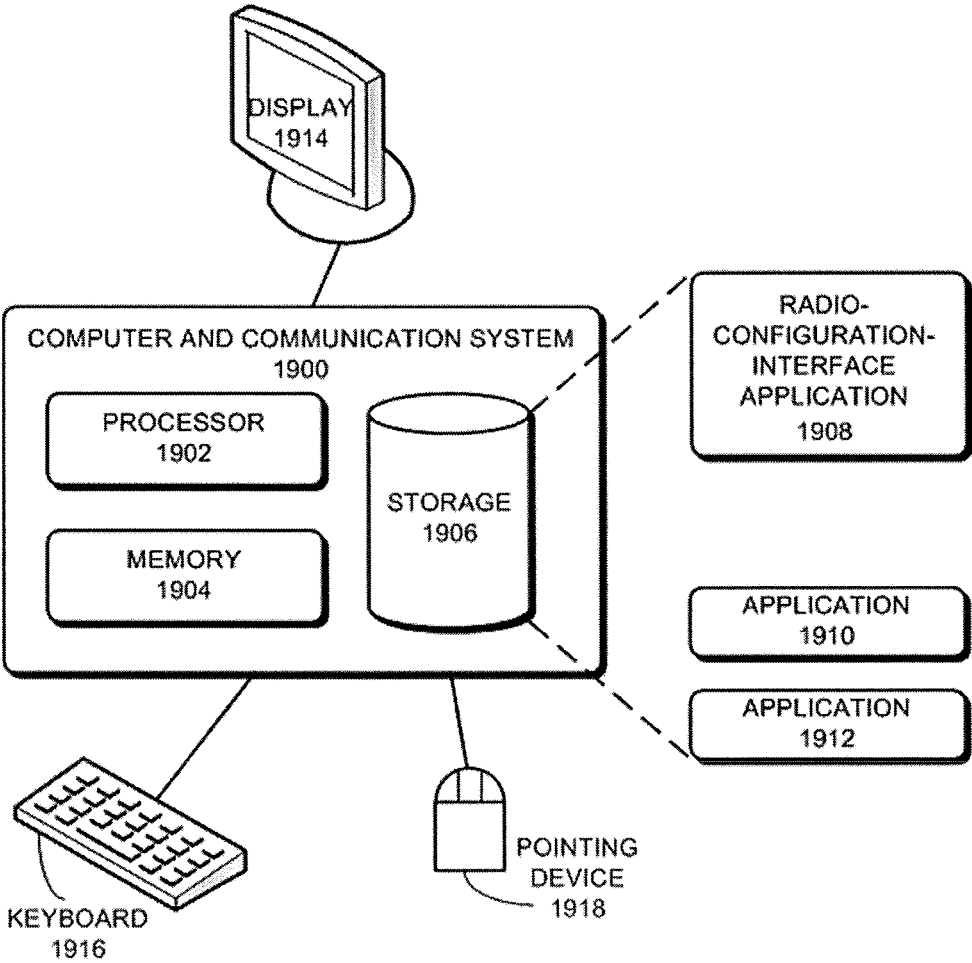 DISPLAY
1914
COMPUTER AND COMMUNICATION SYSTEM
1900
PROCESSOR
1902
MEMORY
1904
STORAGE
1906
RADIO-
CONFIGURATION-
INTERFACE
APPLICATION
1908
APPLICATION
1910
APPLICATION
1912
KEYBOARD
1916
POINTING
DEVICE
1918